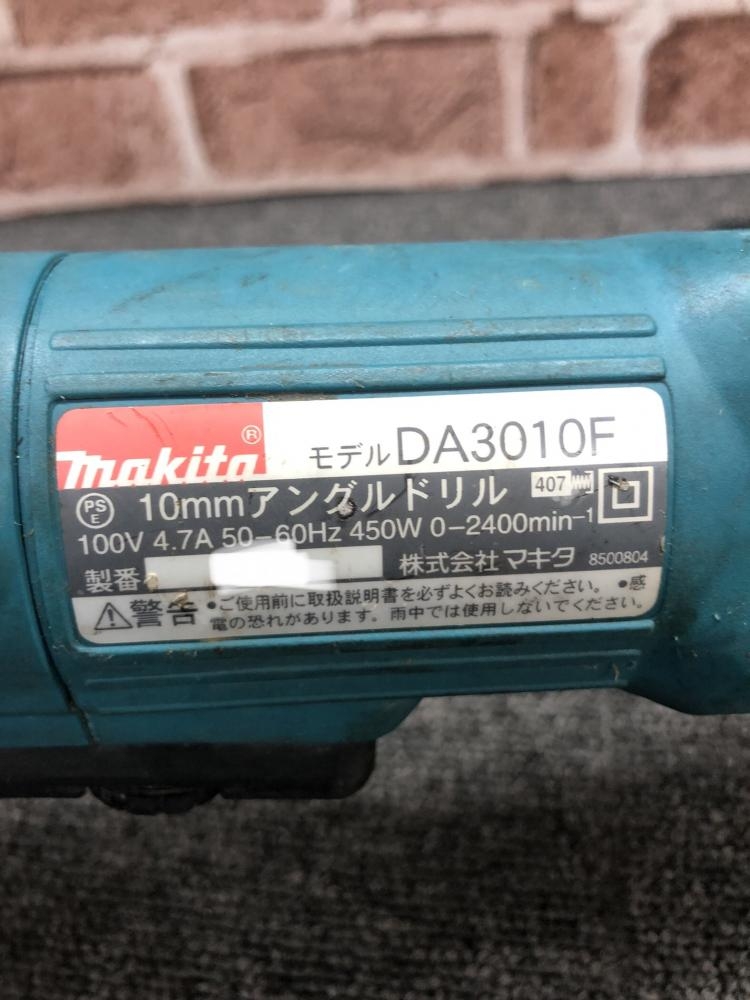 makita ® モデル DA3010F
PS E 10mmアングルドリル 407
100V 4.7A 50-60Hz 450W 0-2400min⁻¹
製番 株式会社 マキタ 8500804
警告 •ご使用前に取扱説明書を必ずよくお読みください。 •感
電の恐れがあります。雨中では使用しないでください。